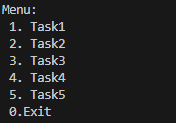 Menu:
1. Task1
2. Task2
3. Task3
4. Task4
5. Task5
0.Exit